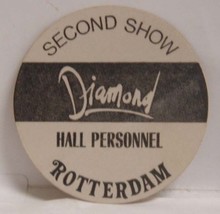 SECOND SHOW
Diamond
HALL PERSONNEL
ROTTERDAM